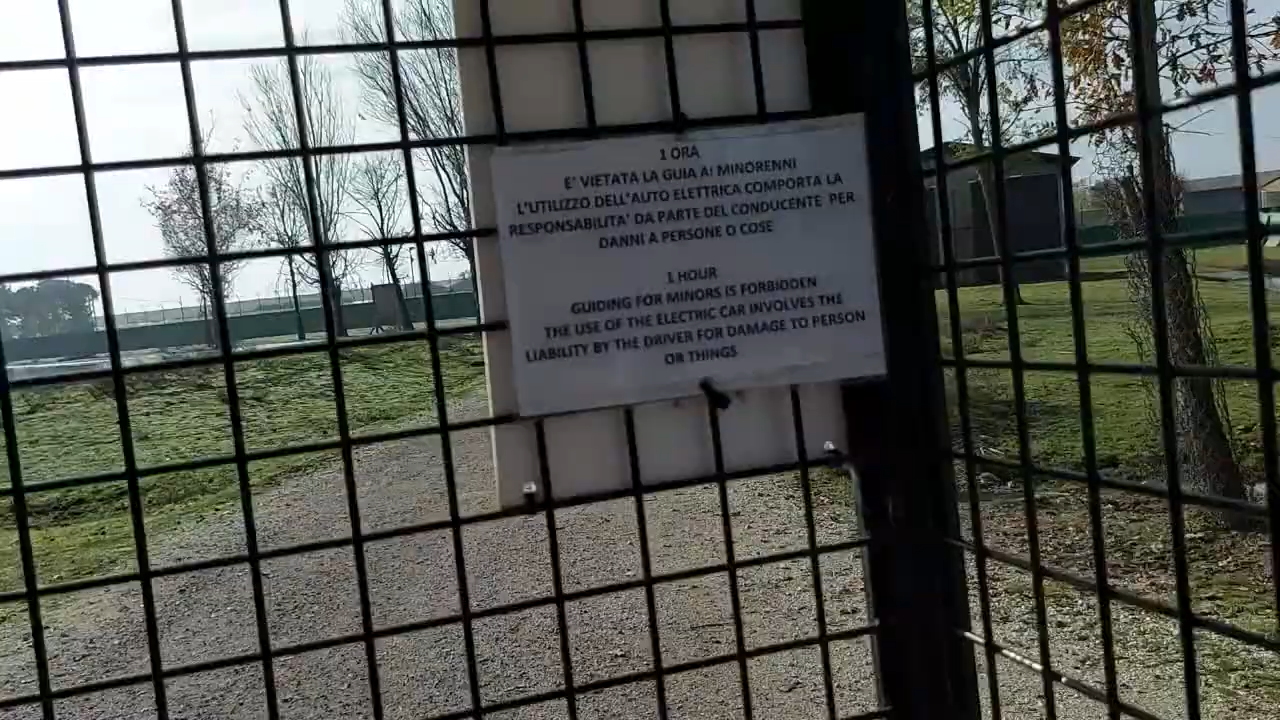 1 ORA
E' VIETATA LA GUIA AI MINORENNI
L'UTILIZZO DELL'AUTO ELETTRICA COMPORTA LA
RESPONSABILITA' DA PARTE DEL CONDUCENTE PER
DANNI A PERSONE O COSE
1 HOUR
GUIDING FOR MINORS IS FORBIDDEN
THE USE OF THE ELECTRIC CAR INVOLVES THE
LIABILITY BY THE DRIVER FOR DAMAGE TO PERSON
OR THINGS